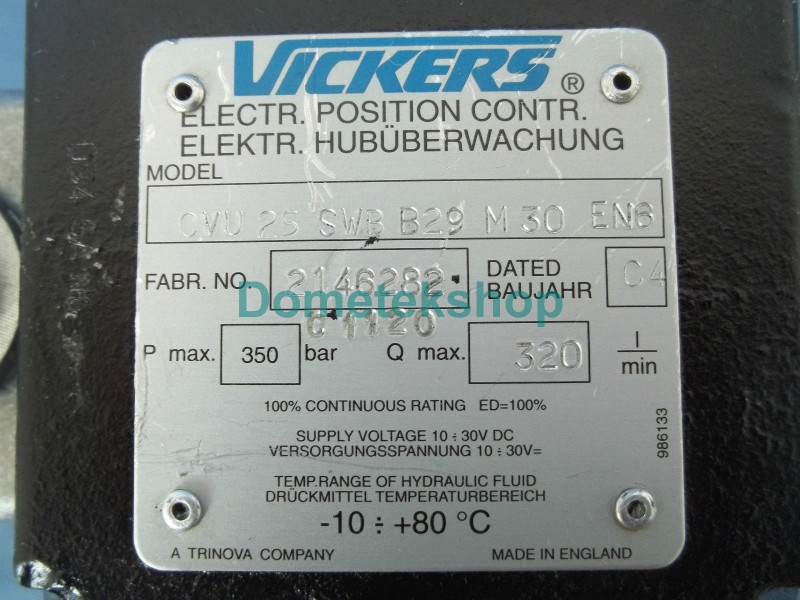 VICKERS ®
ELECTR. POSITION CONTR.
ELEKTR. HUBÜBERWACHUNG
MODEL
CVU 25 SWB B29 M 30 EN6
FABR. NO. 2146282 DATED BAUJAHR C4
Dometekshop
61120
P max. 350 bar Q max. 320 l/min
100% CONTINUOUS RATING ED=100%
SUPPLY VOLTAGE 10 ÷ 30V DC
VERSORGUNGSSPANNUNG 10 ÷ 30V=
986133
TEMP.RANGE OF HYDRAULIC FLUID
DRÜCKMITTEL TEMPERATURBEREICH
-10 ÷ +80 °C
A TRINOVA COMPANY MADE IN ENGLAND